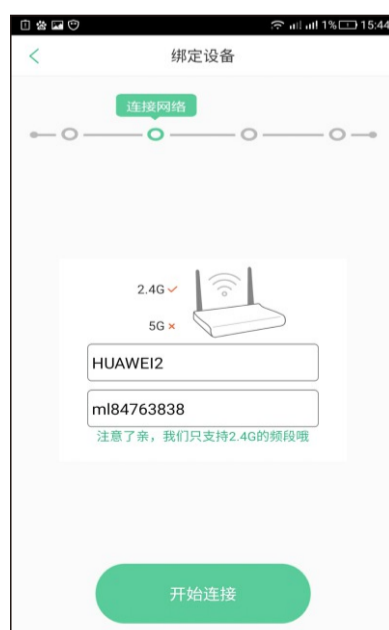 1% 15:44
绑定设备
连接网络
2.4G
5G
HUAWEI2
ml84763838
注意了亲，我们只支持2.4G的频段哦
开始连接